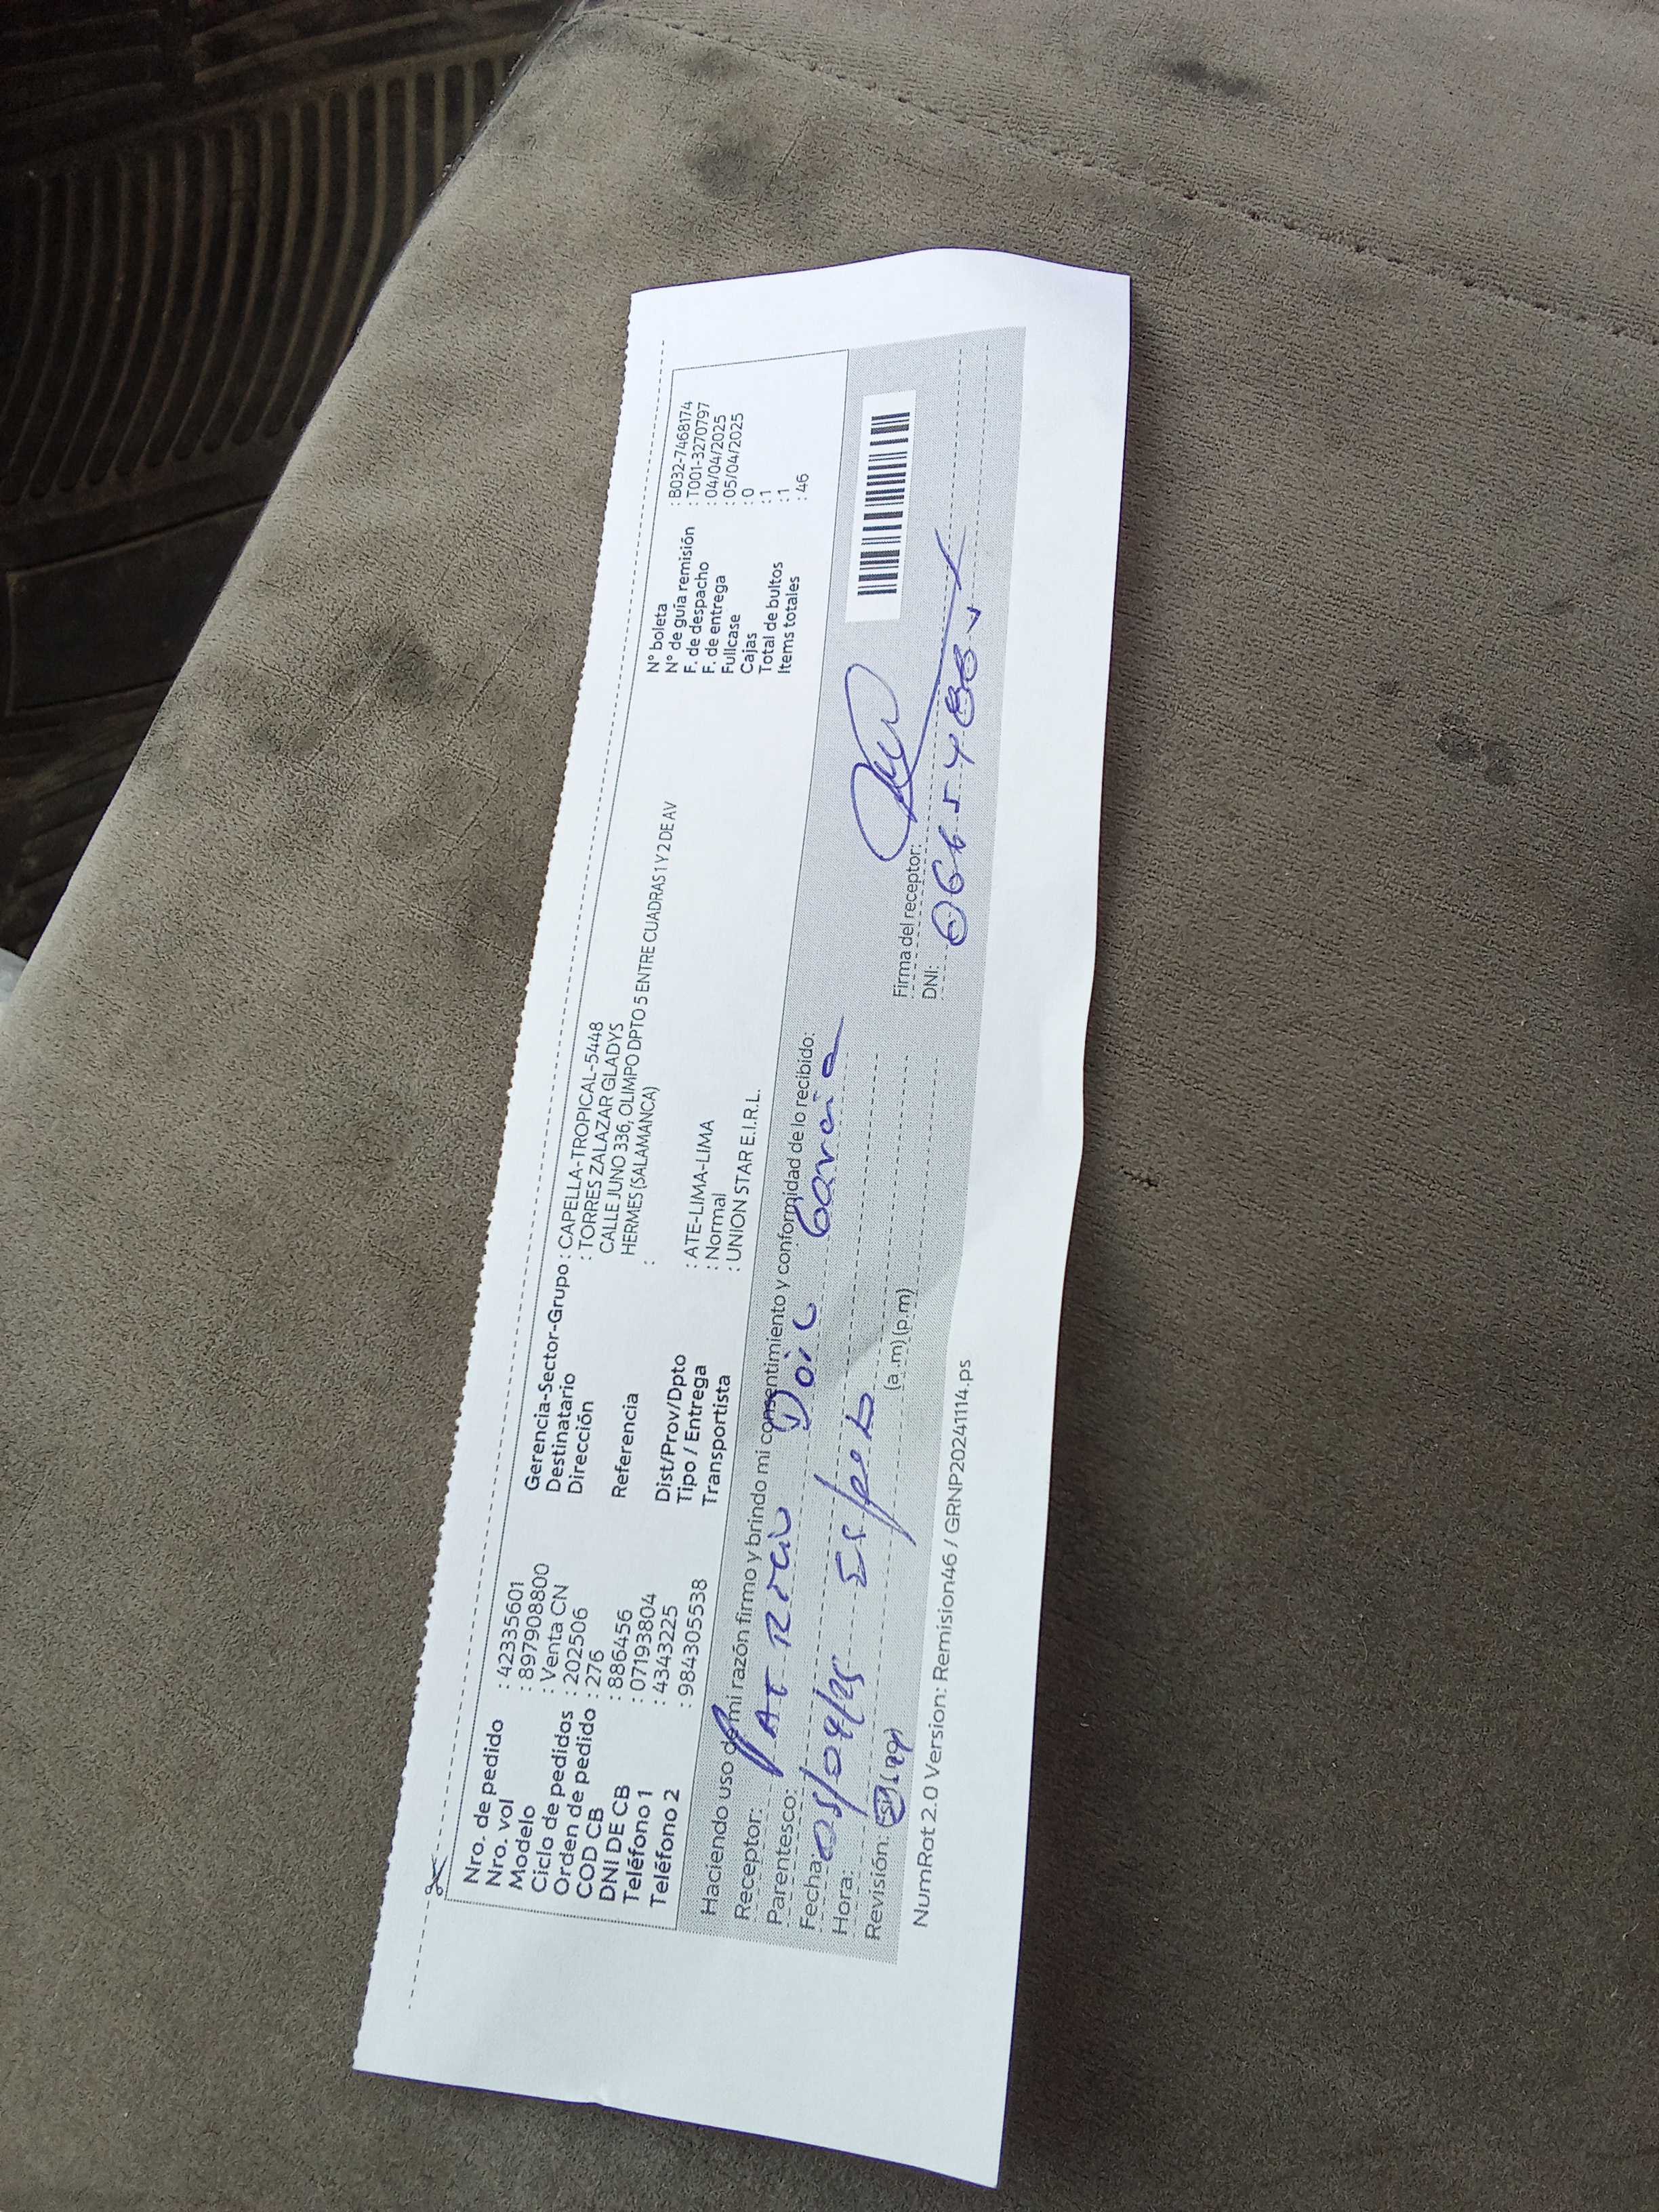 Nro. de pedido : 42335601
Nro. vol : 8979088800
Modelo : Venta CN
Ciclo de pedidos : 202506
Orden de pedido : 276
COD CB : 886456
DNI DE CB : 07193804
Teléfono 1 : 4343225
Teléfono 2 : 984305538
Gerencia-Sector-Grupo : CAPELLA-TROPICAL-5448
Destinatario : TORRES ZALAZAR GLADYS
Dirección CALLE JUNO 336, OLIMPO DPTO 5 ENTRE CUADRAS 1 Y 2 DE AV
HERMES (SALAMANCA)
Referencia :
Dist/Prov/Dpto : ATE-LIMA-LIMA
Tipo / Entrega : Normal
Transportista : UNION STAR E.I.R.L.
N° boleta : B032-7468174
N° de guía remisión : T001-3270797
F. de despacho : 04/04/2025
F. de entrega : 05/04/2025
Fullcase : 0
Cajas : 1
Total de bultos : 1
Items totales : 46
Haciendo uso de mi razón firmo y brindo mi consentimiento y conformidad de lo recibido:
Receptor: Garcia
Parentesco:
Fecha: 05/04/25
Hora: (a.m) (p.m)
Revisión:
Firma del receptor:
DNI:
NumRot 2.0 Version: Remision46 / GRNP20241114.ps